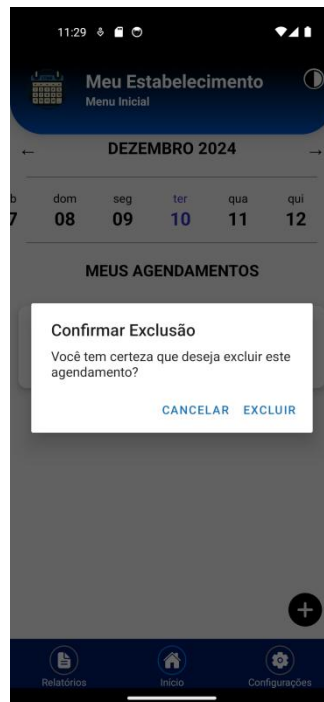 11:29
Meu Estabelecimento
Menu Inicial
← DEZEMBRO 2024 →
b dom seg ter qua qui
7 08 09 10 11 12
MEUS AGENDAMENTOS
Confirmar Exclusão
Você tem certeza que deseja excluir este
agendamento?
CANCELAR EXCLUIR
+
Relatórios Início Configurações